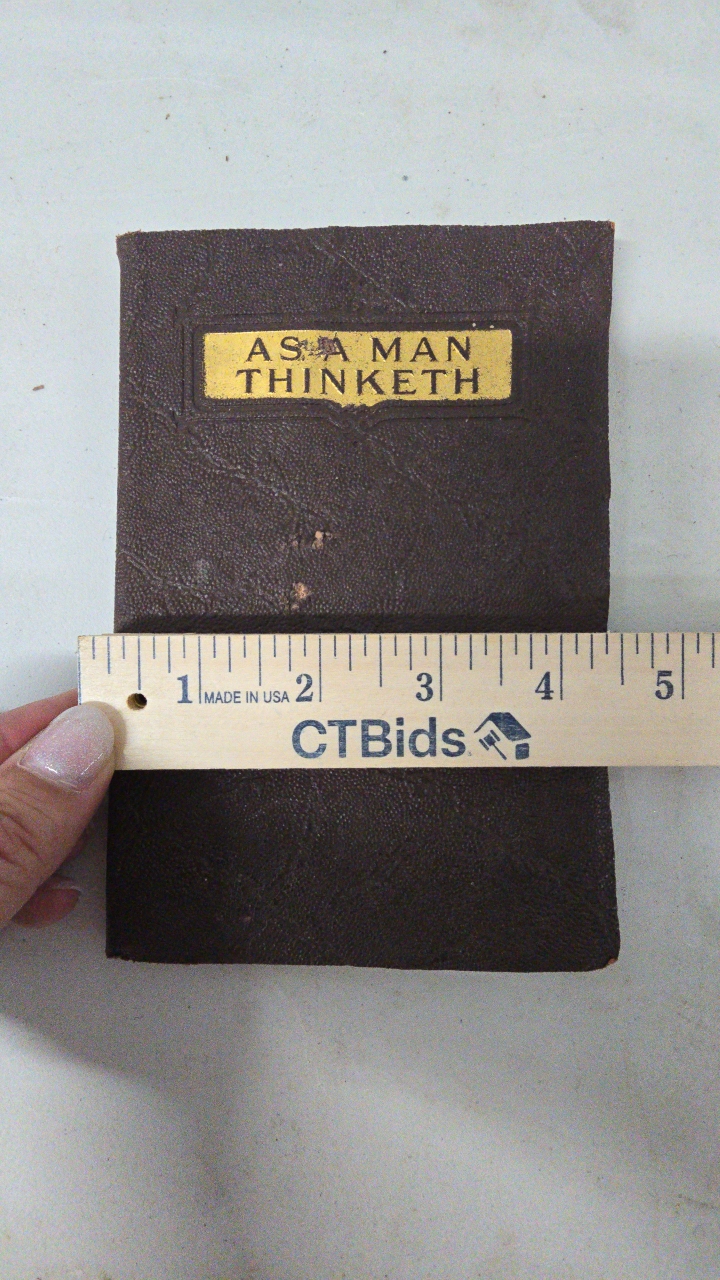 AS A MAN
THINKETH
1 MADE IN USA 2 3 4 5
CTBids